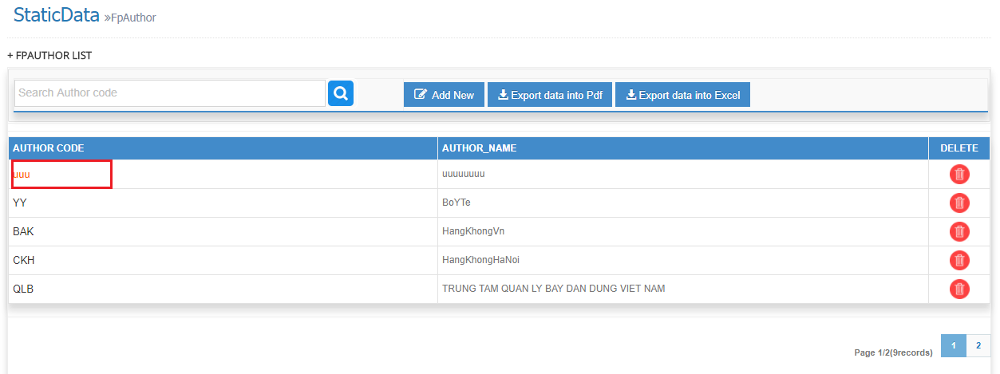 StaticData »FpAuthor
+ FPAUTHOR LIST
Search Author code Add New Export data into Pdf Export data into Excel
AUTHOR CODE AUTHOR_NAME DELETE
uuu uuuuuuuu
YY BoYTe
BAK HangKhongVn
CKH HangKhongHaNoi
QLB TRUNG TAM QUAN LY BAY DAN DUNG VIET NAM
Page 1/2(9records) 1 2